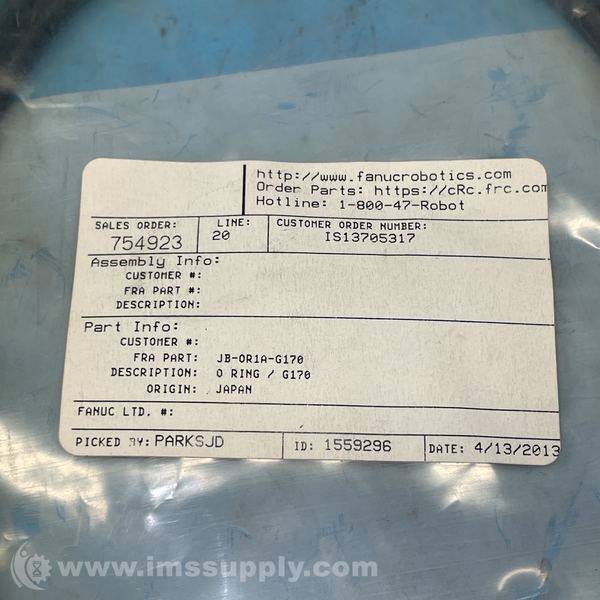 http://www.fanucrobotics.com
Order Parts: https://cRc.frc.com
Hotline: 1-800-47-Robot
SALES ORDER: 754923
LINE: 20
CUSTOMER ORDER NUMBER: IS13705317
Assembly Info:
CUSTOMER #:
FRA PART #:
DESCRIPTION:
Part Info:
CUSTOMER #:
FRA PART: JB-OR1A-G170
DESCRIPTION: O RING / G170
ORIGIN: JAPAN
FANUC LTD. #:
PICKED BY: PARKSJD
ID: 1559296
DATE: 4/13/2013
www.imssupply.com